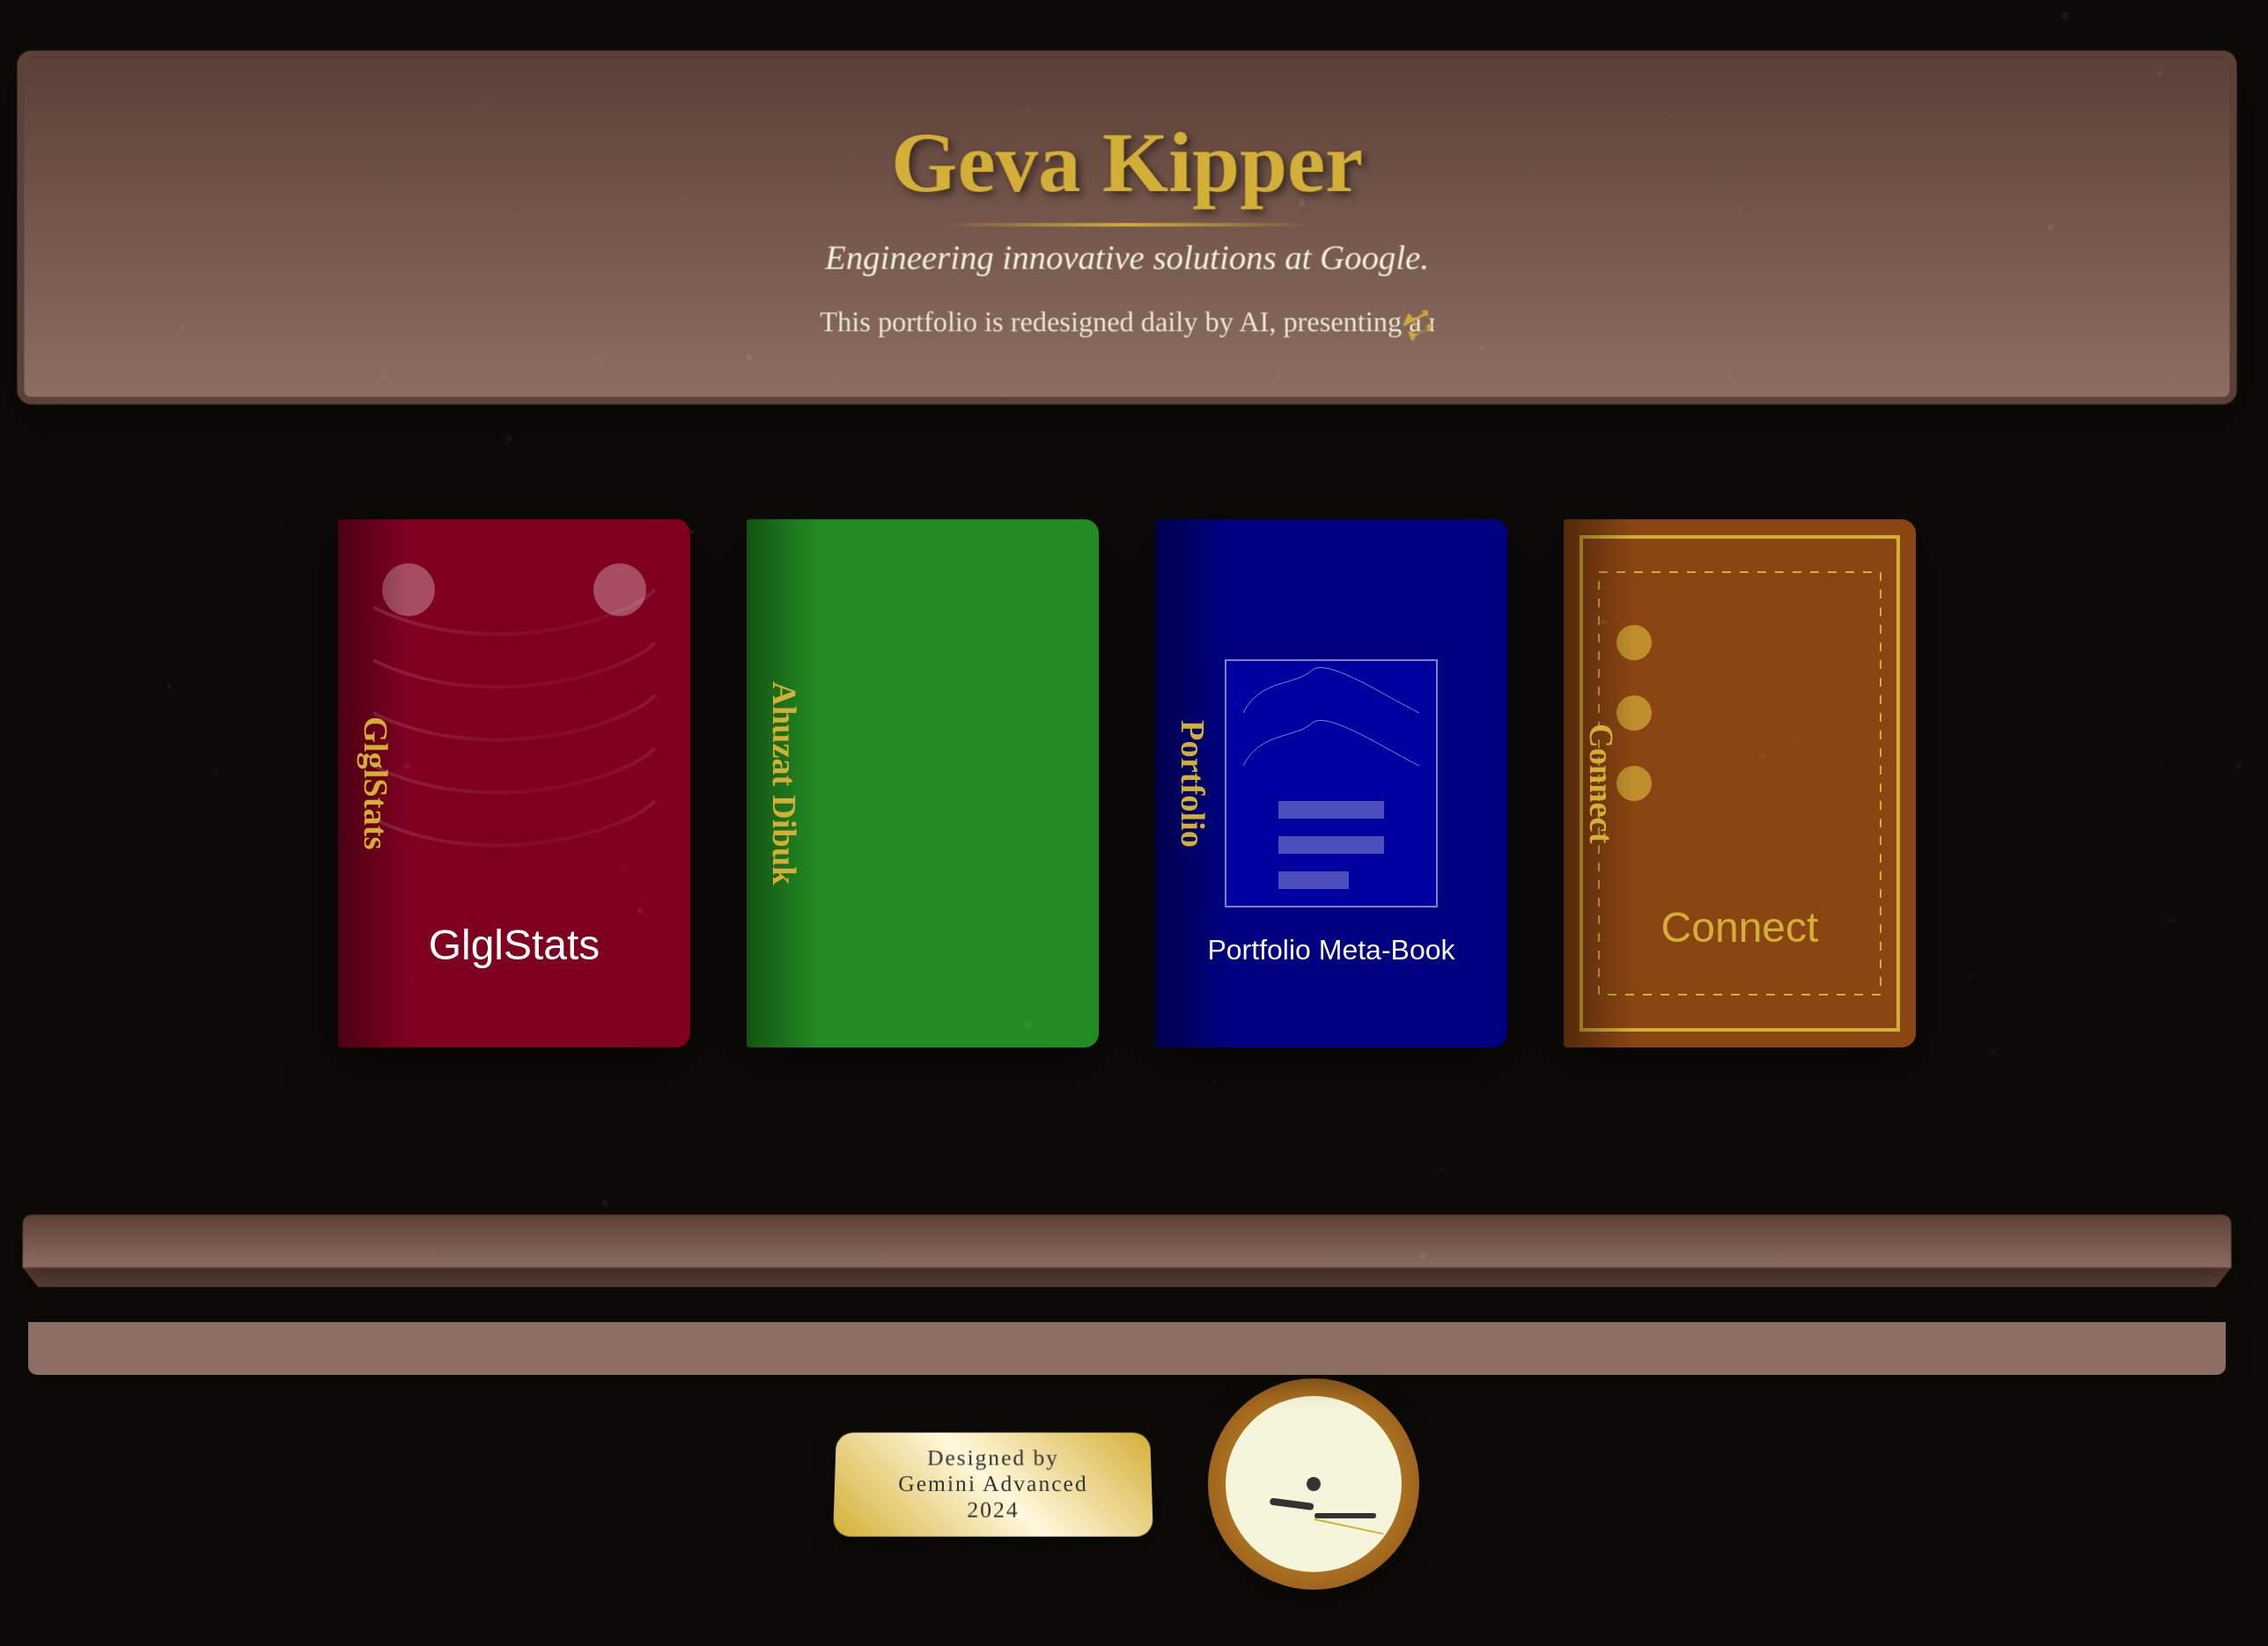 Geva Kipper
Engineering innovative solutions at Google.
This portfolio is redesigned daily by AI, presenting a
GlglStats
GlglStats
Ahuzat Dibuk
Portfolio
Portfolio Meta-Book
Connect
Connect
Designed by
Gemini Advanced
2024